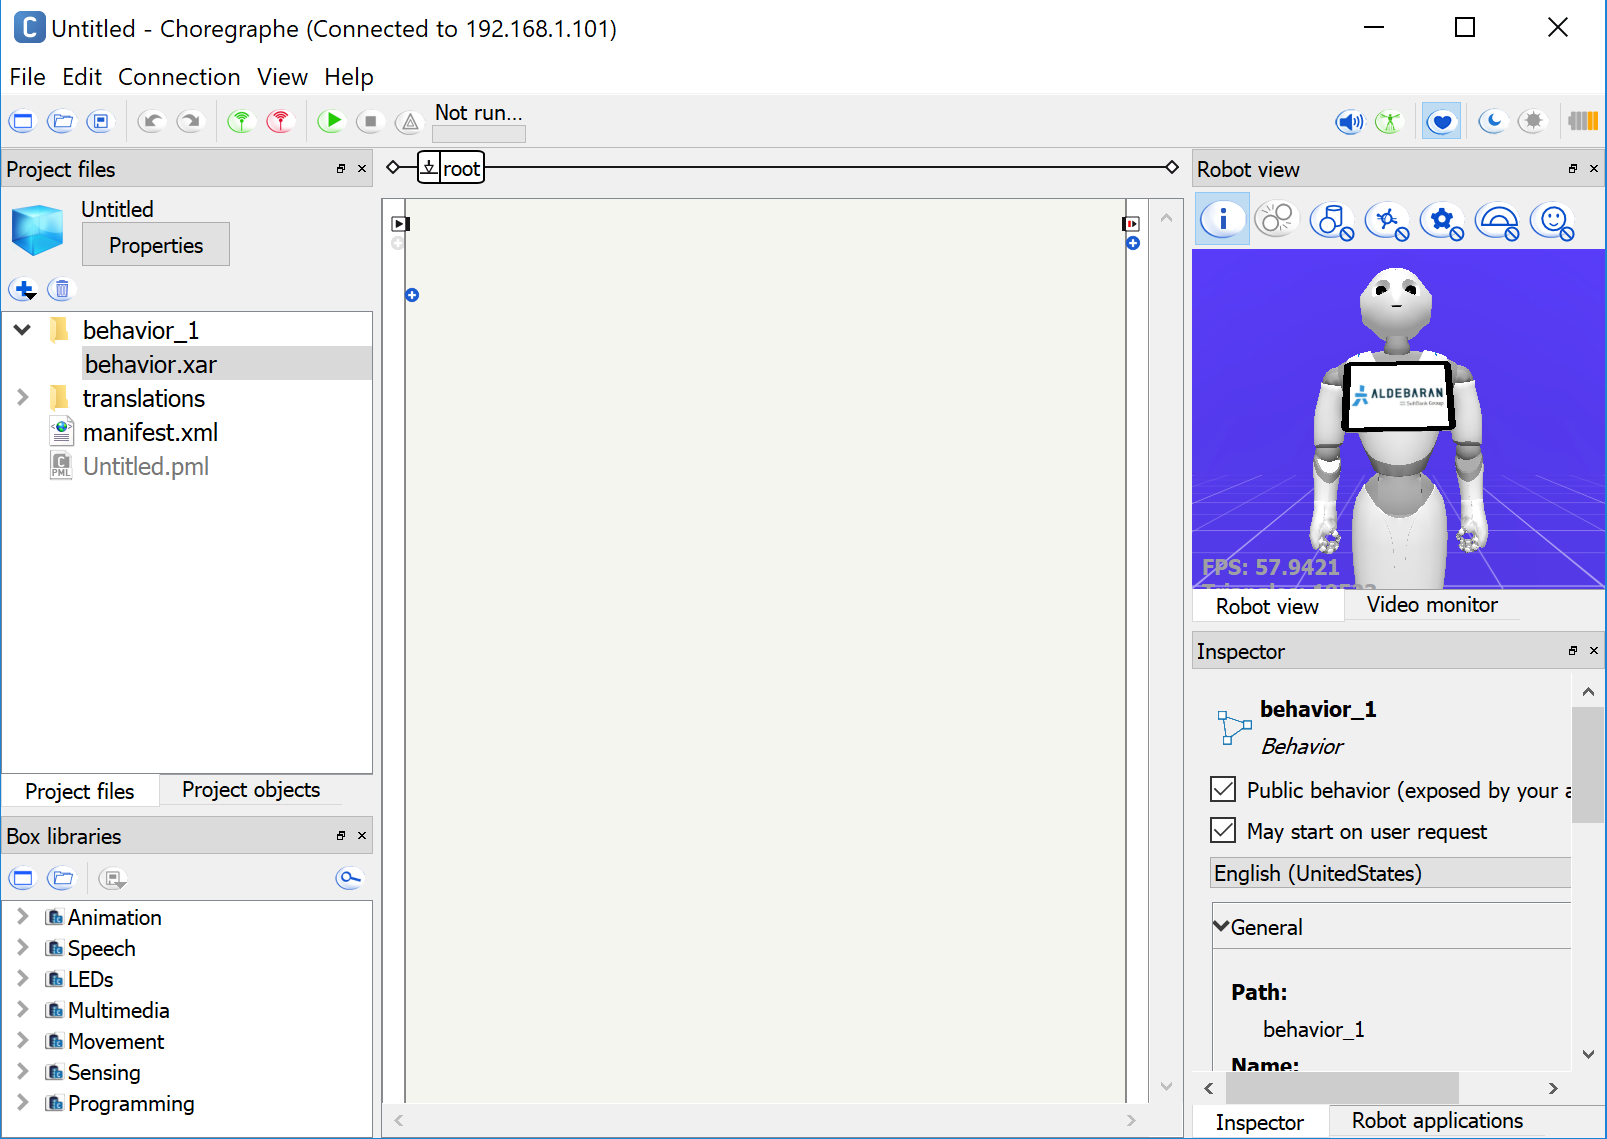 Untitled - Choregraphe (Connected to 192.168.1.101)
File Edit Connection View Help
Not run...
Project files
Untitled
Properties
behavior_1
behavior.xar
translations
manifest.xml
PML
Untitled.pml
Project files Project objects
Box libraries
Animation
Speech
LEDs
Multimedia
Movement
Sensing
Programming
root
Robot view
ALDEBARAN
SoftBank Group
FPS: 57.9421
Robot view Video monitor
Inspector
behavior_1
Behavior
Public behavior (exposed by your a
May start on user request
English (UnitedStates)
General
Path:
behavior_1
Name:
Inspector Robot applications